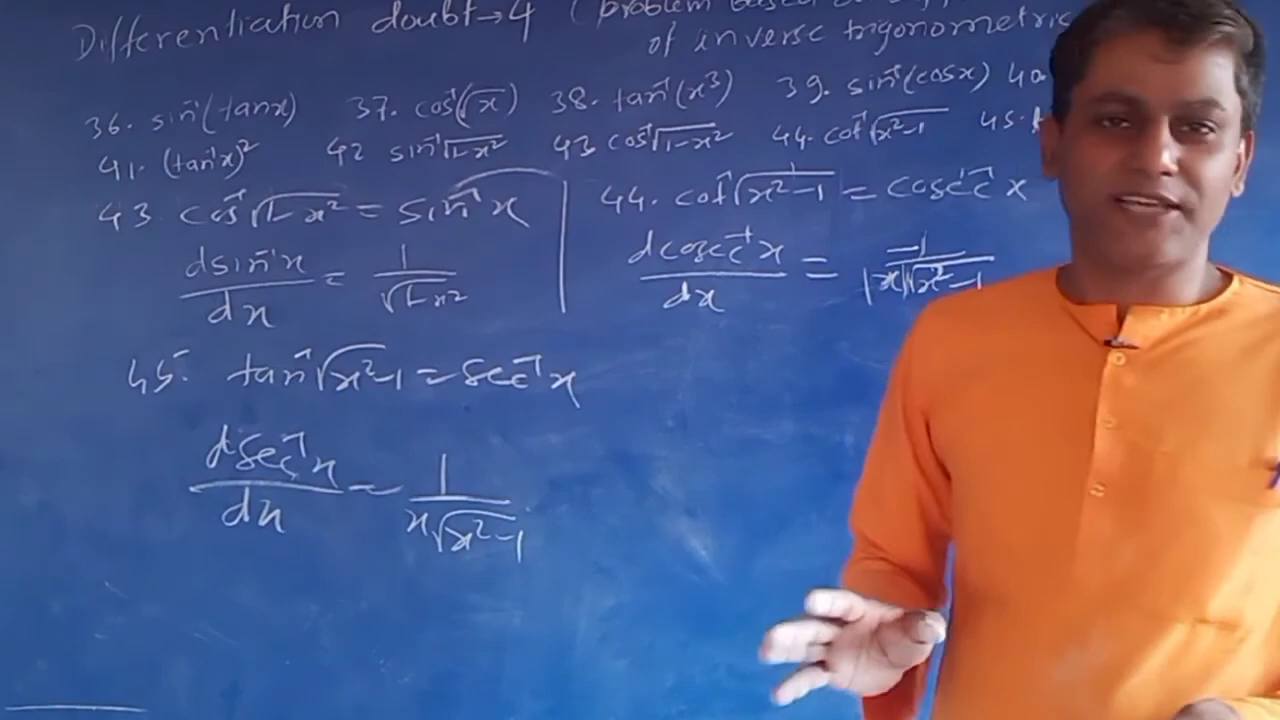 Differentiation doubt→4 (problem based
of inverse trigonometric
36. sin⁻¹(tanx) 37. cos⁻¹(√x) 38. tan⁻¹(x³) 39. sin⁻¹(cosx) 40
41. (tan⁻¹x)² 42 sin⁻¹√1-x² 43 cos⁻¹√1-x² 44. cot⁻¹√x²-1 45.
43. cos⁻¹√1-x² = sin⁻¹x
dsin⁻¹x/dx = 1/√1-x²
44. cot⁻¹√x²-1 = cosec⁻¹x
dcosec⁻¹x/dx = -1/|x|√x²-1
45. tan⁻¹√x²-1 = sec⁻¹x
dsec⁻¹x/dx = 1/x√x²-1